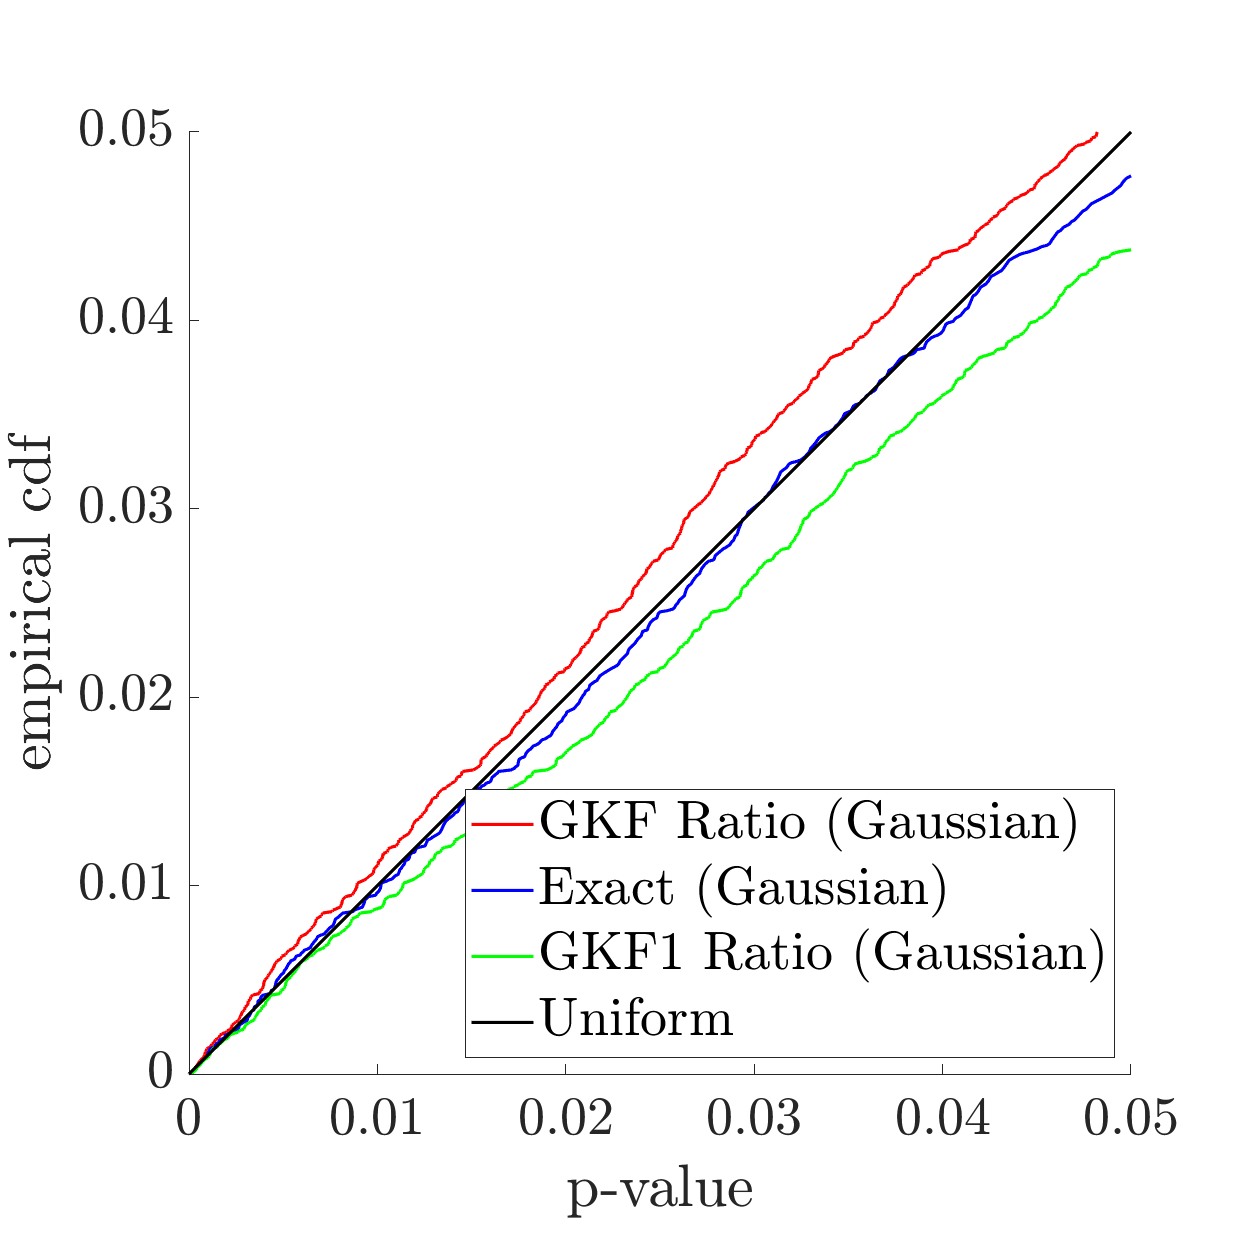 0.05
0.04
0.03
0.02
0.01
0
empirical cdf
GKF Ratio (Gaussian)
Exact (Gaussian)
GKF1 Ratio (Gaussian)
Uniform
0 0.01 0.02 0.03 0.04 0.05
p-value